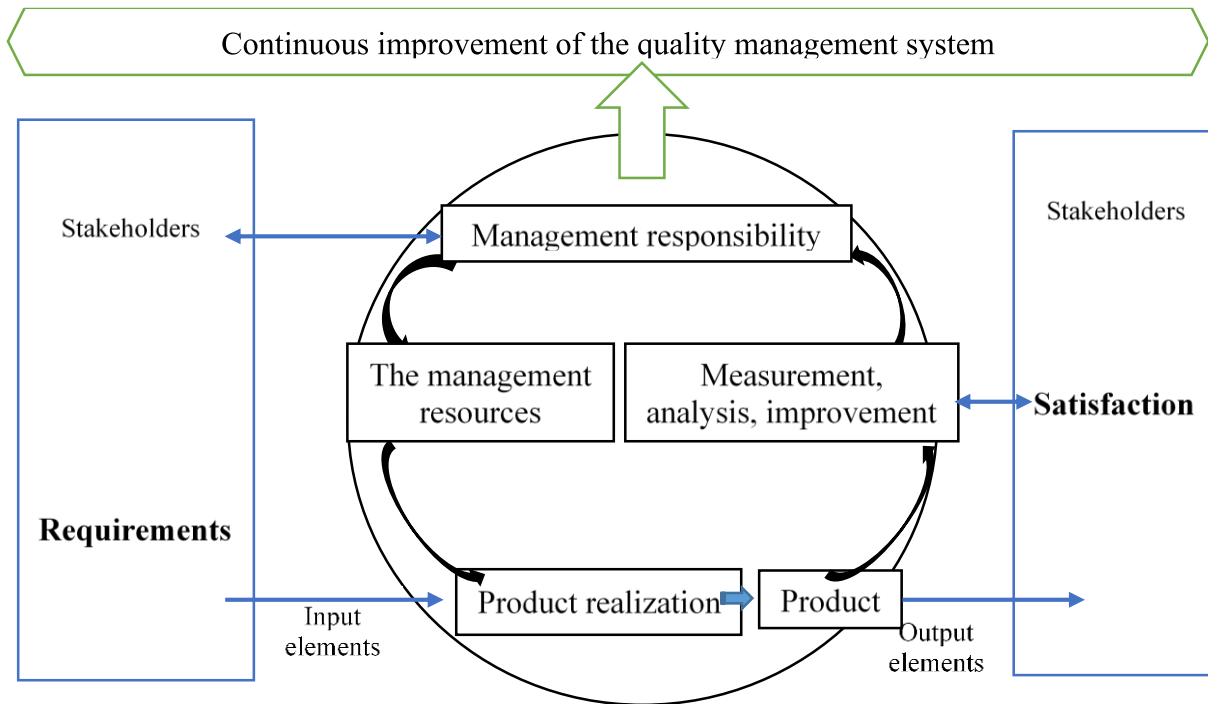 Continuous improvement of the quality management system
Stakeholders
Stakeholders
Management responsibility
The management
resources
Measurement,
analysis, improvement
Satisfaction
Requirements
Product realization
Product
Input
elements
Output
elements